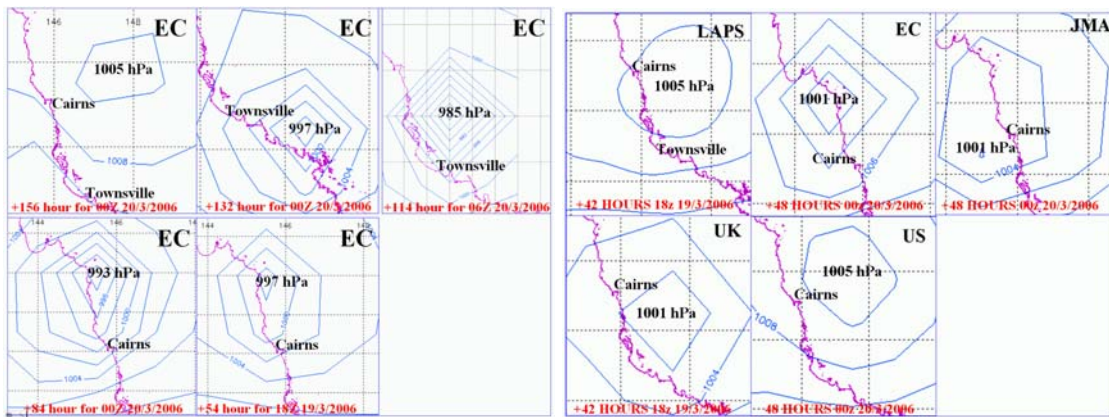 146
148
EC
1005 hPa
Cairns
1008
Townsville
+156 hour for 00Z 20/3/2006
EC
Townsville
997 hPa
1004
+132 hour for 00Z 20/3/2006
EC
985 hPa
Townsville
+114 hour for 06Z 20/3/2006
144
146
EC
993 hPa
Cairns
1004
+84 hour for 00Z 20/3/2006
146
148
EC
997 hPa
1000
Cairns
1004
+54 hour for 18Z 19/3/2006
LAPS
Cairns
1005 hPa
Townsville
+42 HOURS 18z 19/3/2006
EC
1001 hPa
Cairns
1006
+48 HOURS 00z 20/3/2006
JMA
Cairns
1001 hPa
1004
+48 HOURS 00z 20/3/2006
UK
Cairns
1001 hPa
1004
+42 HOURS 18z 19/3/2006
US
1005 hPa
Cairns
1008
48 HOURS 00z 20/3/2006